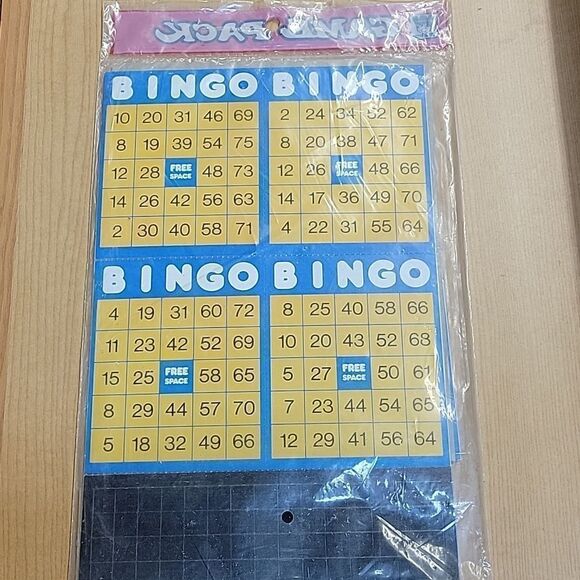 GAME PACK
BINGO BINGO
10 20 31 46 69 2 24 34 52 62
8 19 39 54 75 8 20 38 47 71
12 28 FREE SPACE 48 73 12 26 FREE SPACE 48 66
14 26 42 56 63 14 17 36 49 70
2 30 40 58 71 4 22 31 55 64
BINGO BINGO
4 19 31 60 72 8 25 40 58 66
11 23 42 52 69 10 20 43 52 68
15 25 FREE SPACE 58 65 5 27 FREE SPACE 50 61
8 29 44 57 70 7 23 44 54 65
5 18 32 49 66 12 29 41 56 64